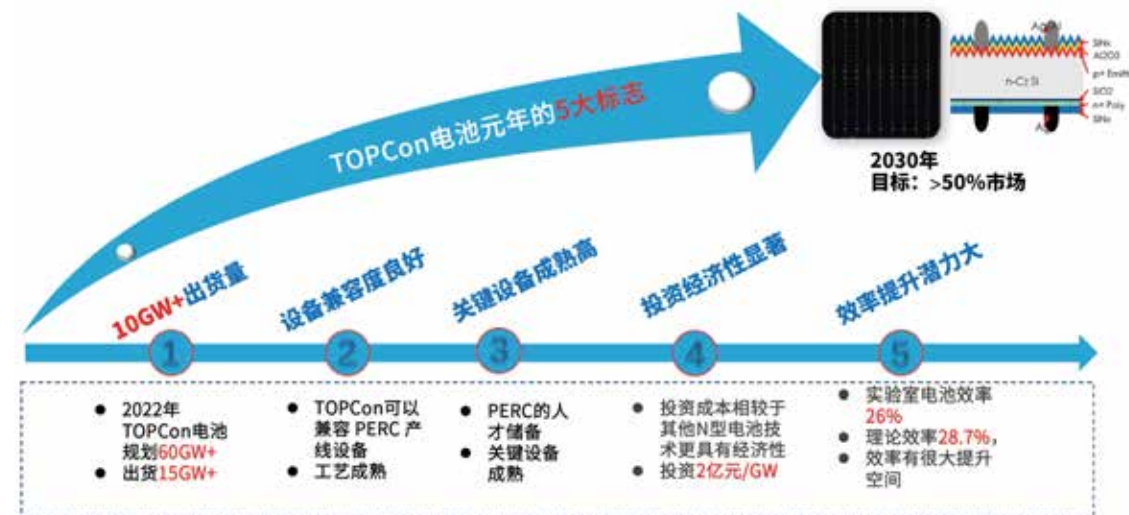 TOPCon电池元年的5大标志
SiNx
Al2O3
n-Cz Si
SiO2
n+ Poly
SiNx
Ag
2030年
目标：>50%市场
10GW+出货量
设备兼容度良好
关键设备成熟高
投资经济性显著
效率提升潜力大
1
2
3
4
5
● 2022年
TOPCon电池
规划60GW+
● 出货15GW+
● TOPCon可以
兼容 PERC 产
线设备
● 工艺成熟
● PERC的人
才储备
● 关键设备
成熟
● 投资成本相较于
其他N型电池技
术更具有经济性
● 投资2亿元/GW
● 实验室电池效率
26%
● 理论效率28.7%，
● 效率有很大提升
空间